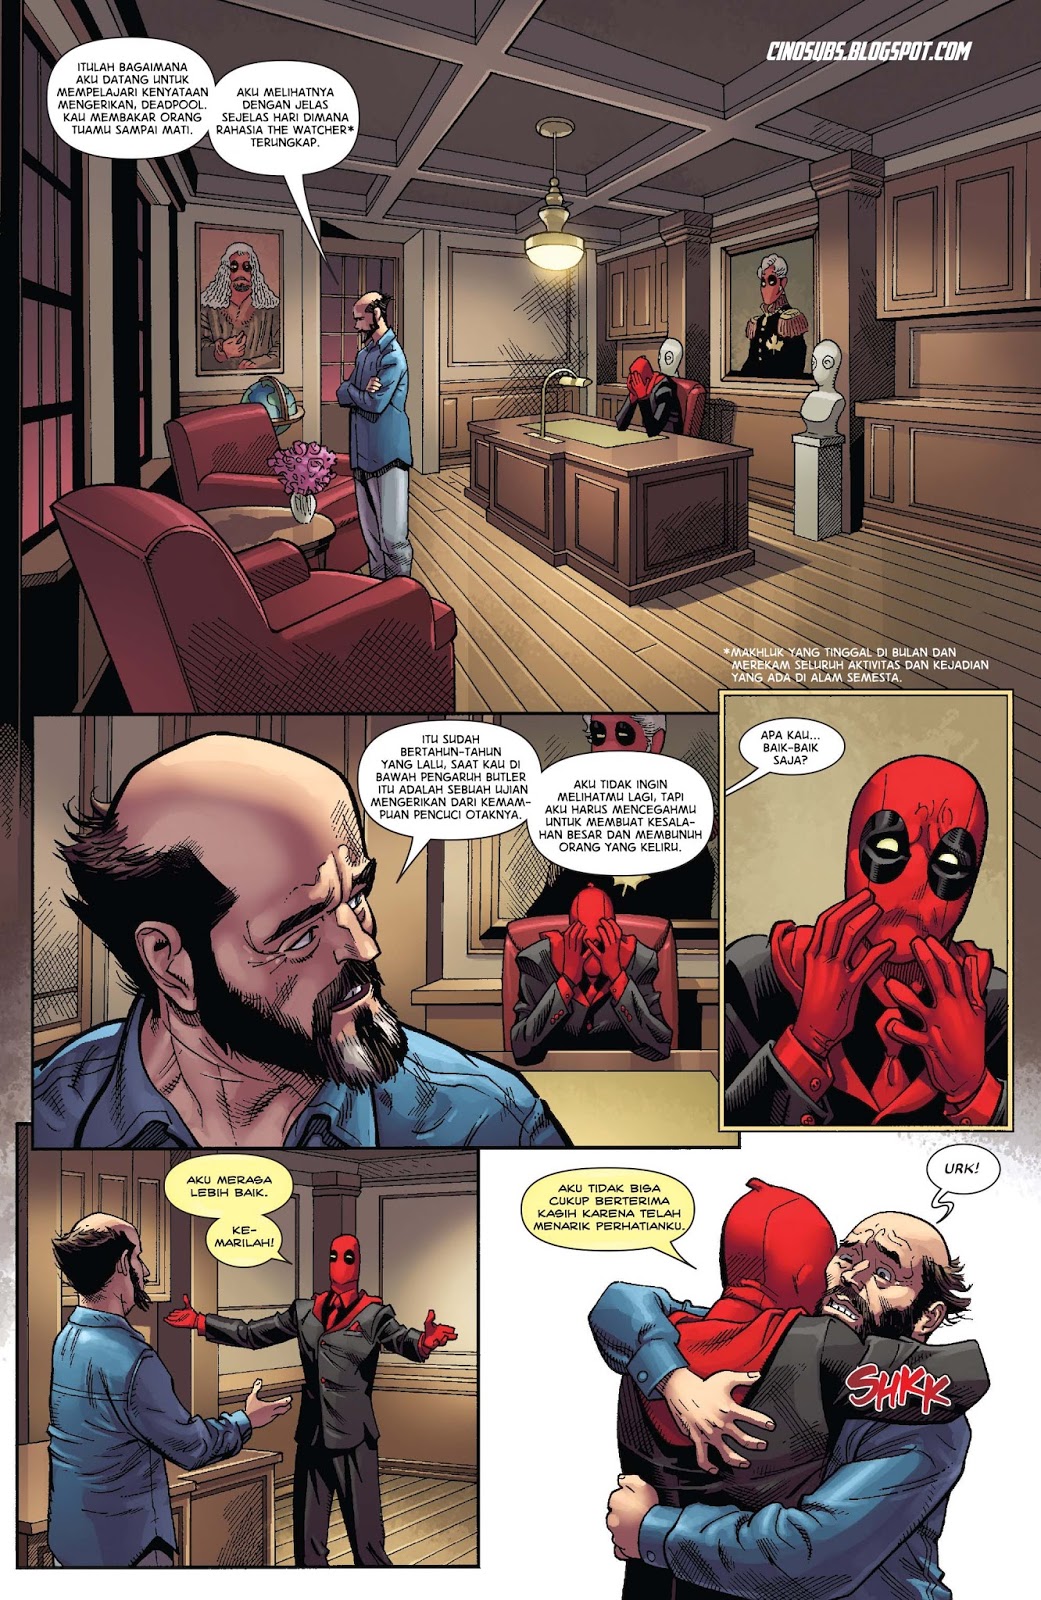 CINOSUBS.BLOGSPOT.COM
ITULAH BAGAIMANA
AKU DATANG UNTUK
MEMPELAJARI KENYATAAN
MENGERIKAN, DEADPOOL.
KAU MEMBAKAR ORANG
TUAMU SAMPAI MATI.
AKU MELIHATNYA
DENGAN JELAS
SEJELAS HARI DIMANA
RAHASIA THE WATCHER*
TERUNGKAP.
*MAKHLUK YANG TINGGAL DI BULAN DAN
MEREKAM SELURUH AKTIVITAS DAN KEJADIAN
YANG ADA DI ALAM SEMESTA.
ITU SUDAH
BERTAHUN-TAHUN
YANG LALU, SAAT KAU DI
BAWAH PENGARUH BUTLER
ITU ADALAH SEBUAH UJIAN
MENGERIKAN DARI KEMAM-
PUAN PENCUCI OTAKNYA.
AKU TIDAK INGIN
MELIHATMU LAGI, TAPI
AKU HARUS MENCEGAHMU
UNTUK MEMBUAT KESALA-
HAN BESAR DAN MEMBUNUH
ORANG YANG KELIRU.
APA KAU...
BAIK-BAIK
SAJA?
AKU MERASA
LEBIH BAIK.
KE-
MARILAH!
AKU TIDAK BISA
CUKUP BERTERIMA
KASIH KARENA TELAH
MENARIK PERHATIANKU.
URK!
SHKK